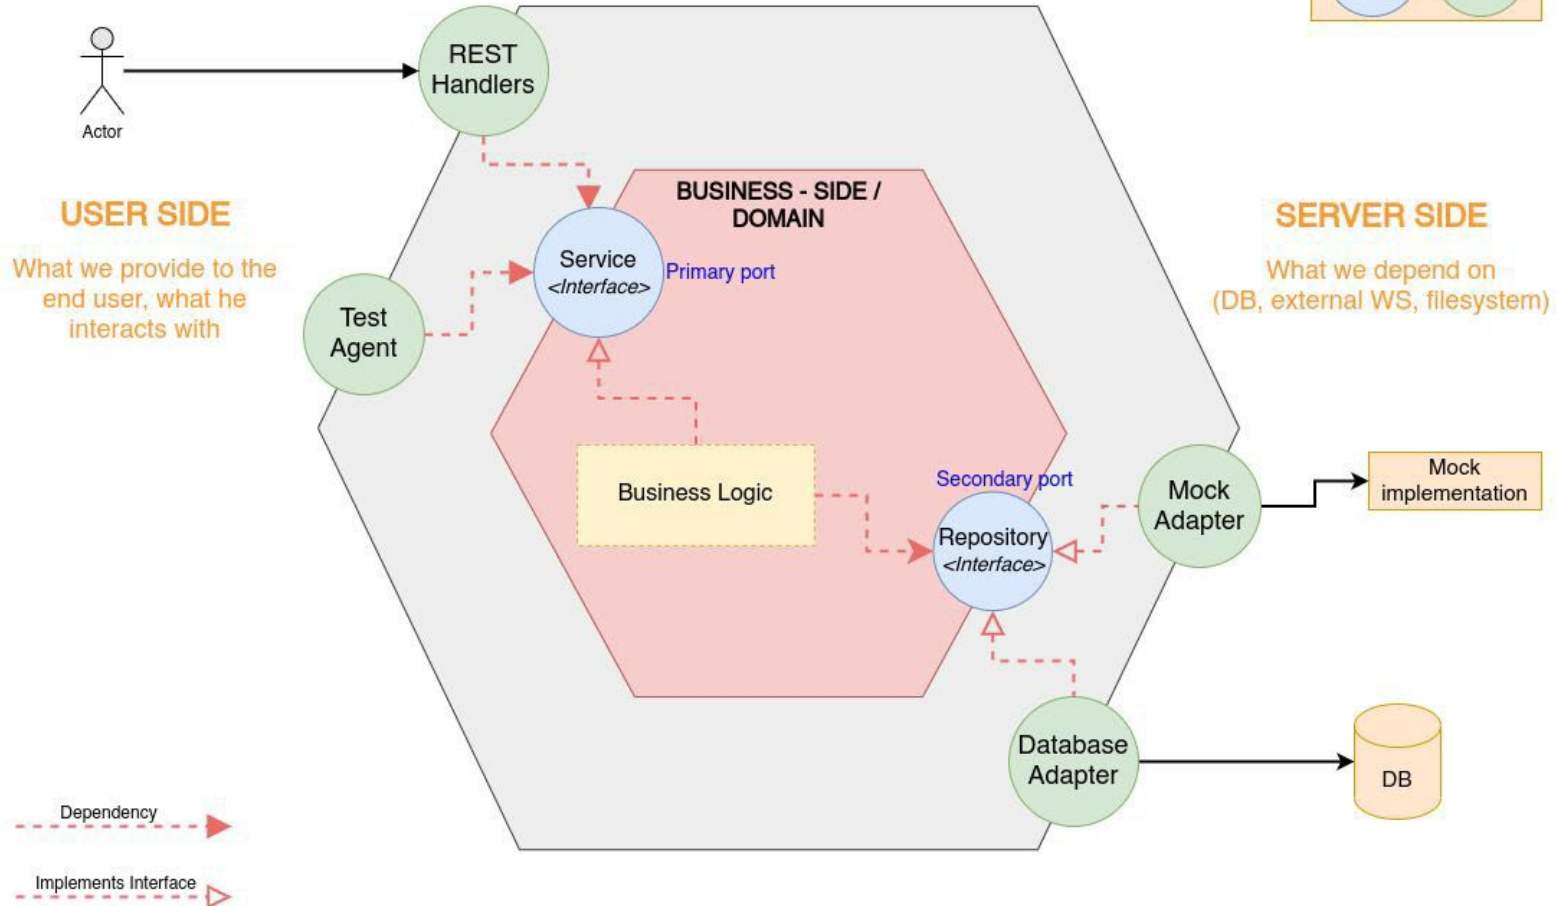 REST
Handlers
Actor
BUSINESS - SIDE /
DOMAIN
USER SIDE
What we provide to the
end user, what he
interacts with
SERVER SIDE
What we depend on
(DB, external WS, filesystem)
Service
<Interface>
Primary port
Test
Agent
Business Logic
Secondary port
Repository
<Interface>
Mock
Adapter
Mock
implementation
Database
Adapter
DB
Dependency
Implements Interface